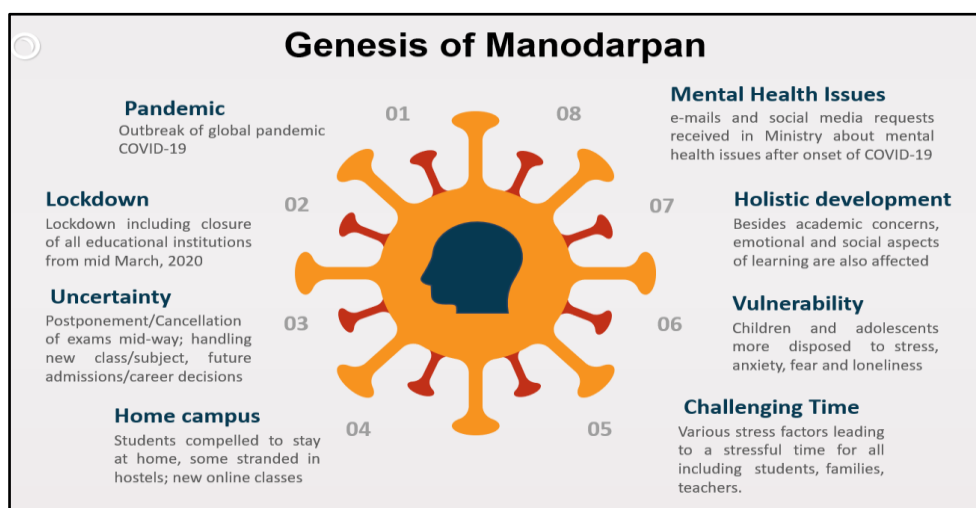 Genesis of Manodarpan
01
Pandemic
Outbreak of global pandemic
COVID-19
02
Lockdown
Lockdown including closure
of all educational institutions
from mid March, 2020
03
Uncertainty
Postponement/Cancellation
of exams mid-way; handling
new class/subject, future
admissions/career decisions
04
Home campus
Students compelled to stay
at home, some stranded in
hostels; new online classes
05
Challenging Time
Various stress factors leading
to a stressful time for all
including students, families,
teachers.
06
Vulnerability
Children and adolescents
more disposed to stress,
anxiety, fear and loneliness
07
Holistic development
Besides academic concerns,
emotional and social aspects
of learning are also affected
08
Mental Health Issues
e-mails and social media requests
received in Ministry about mental
health issues after onset of COVID-19